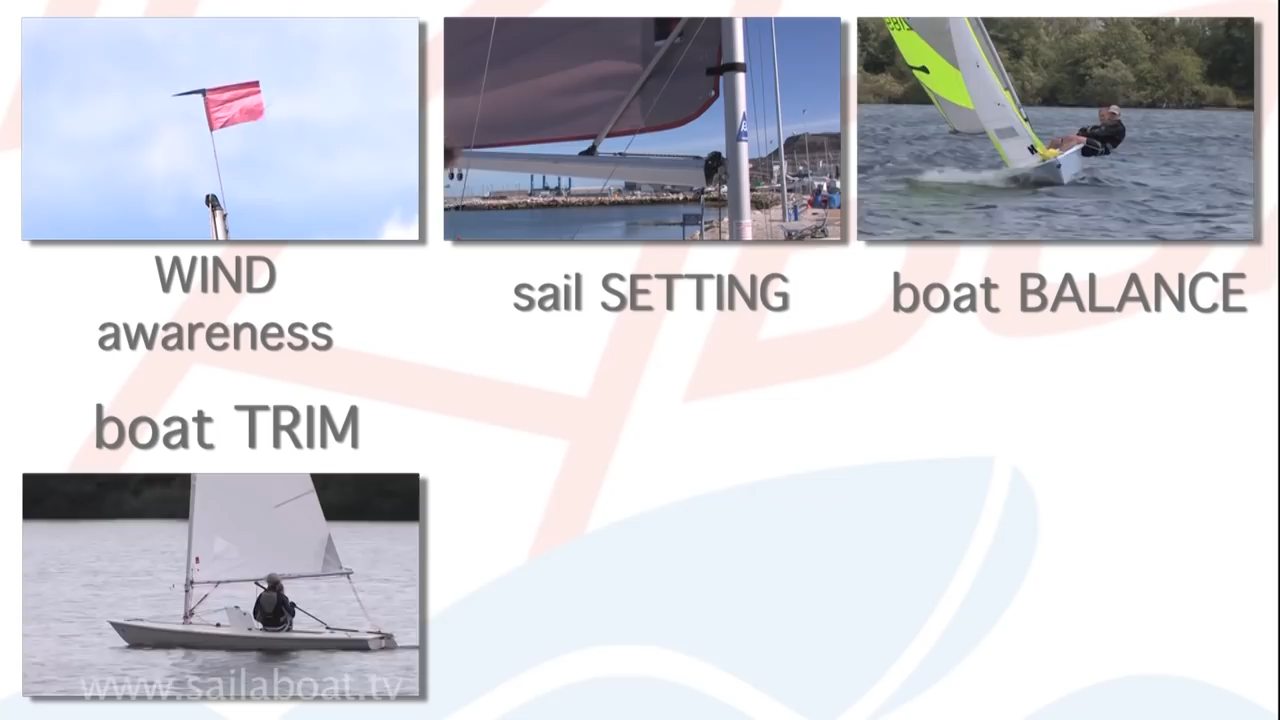 WIND
awareness
sail SETTING
boat BALANCE
boat TRIM
www.sailaboat.tv